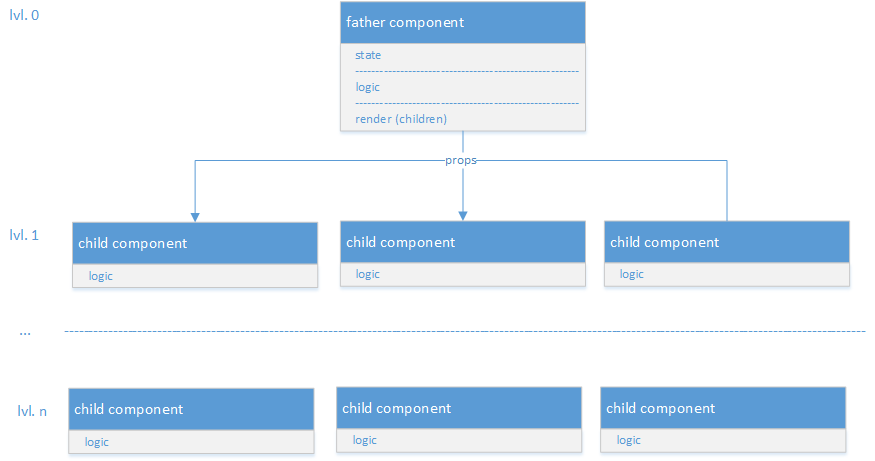 lvl. 0
father component
state
logic
render (children)
props
lvl. 1
child component
logic
child component
logic
child component
logic
...
lvl. n
child component
logic
child component
logic
child component
logic